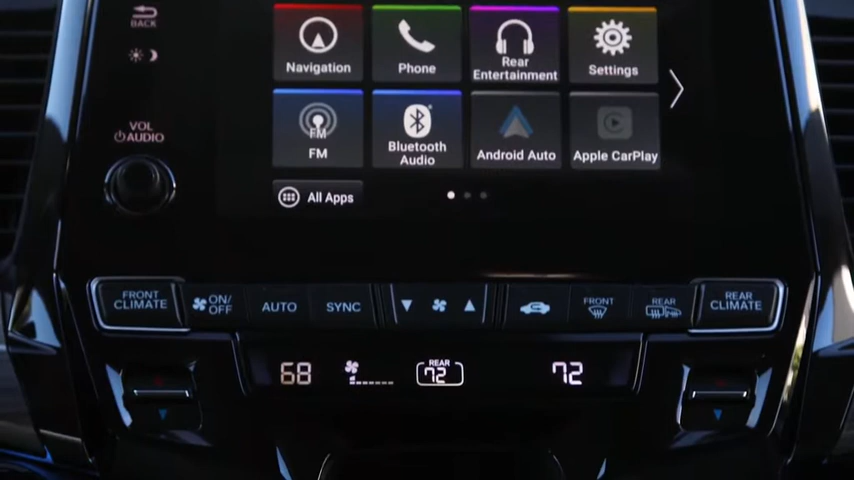 BACK
Navigation
Phone
Rear
Entertainment
Settings
VOL
AUDIO
FM
FM
Bluetooth
Audio
Android Auto
Apple CarPlay
All Apps
FRONT
CLIMATE
ON/
OFF
AUTO
SYNC
FRONT
REAR
REAR
CLIMATE
68
REAR
72
72